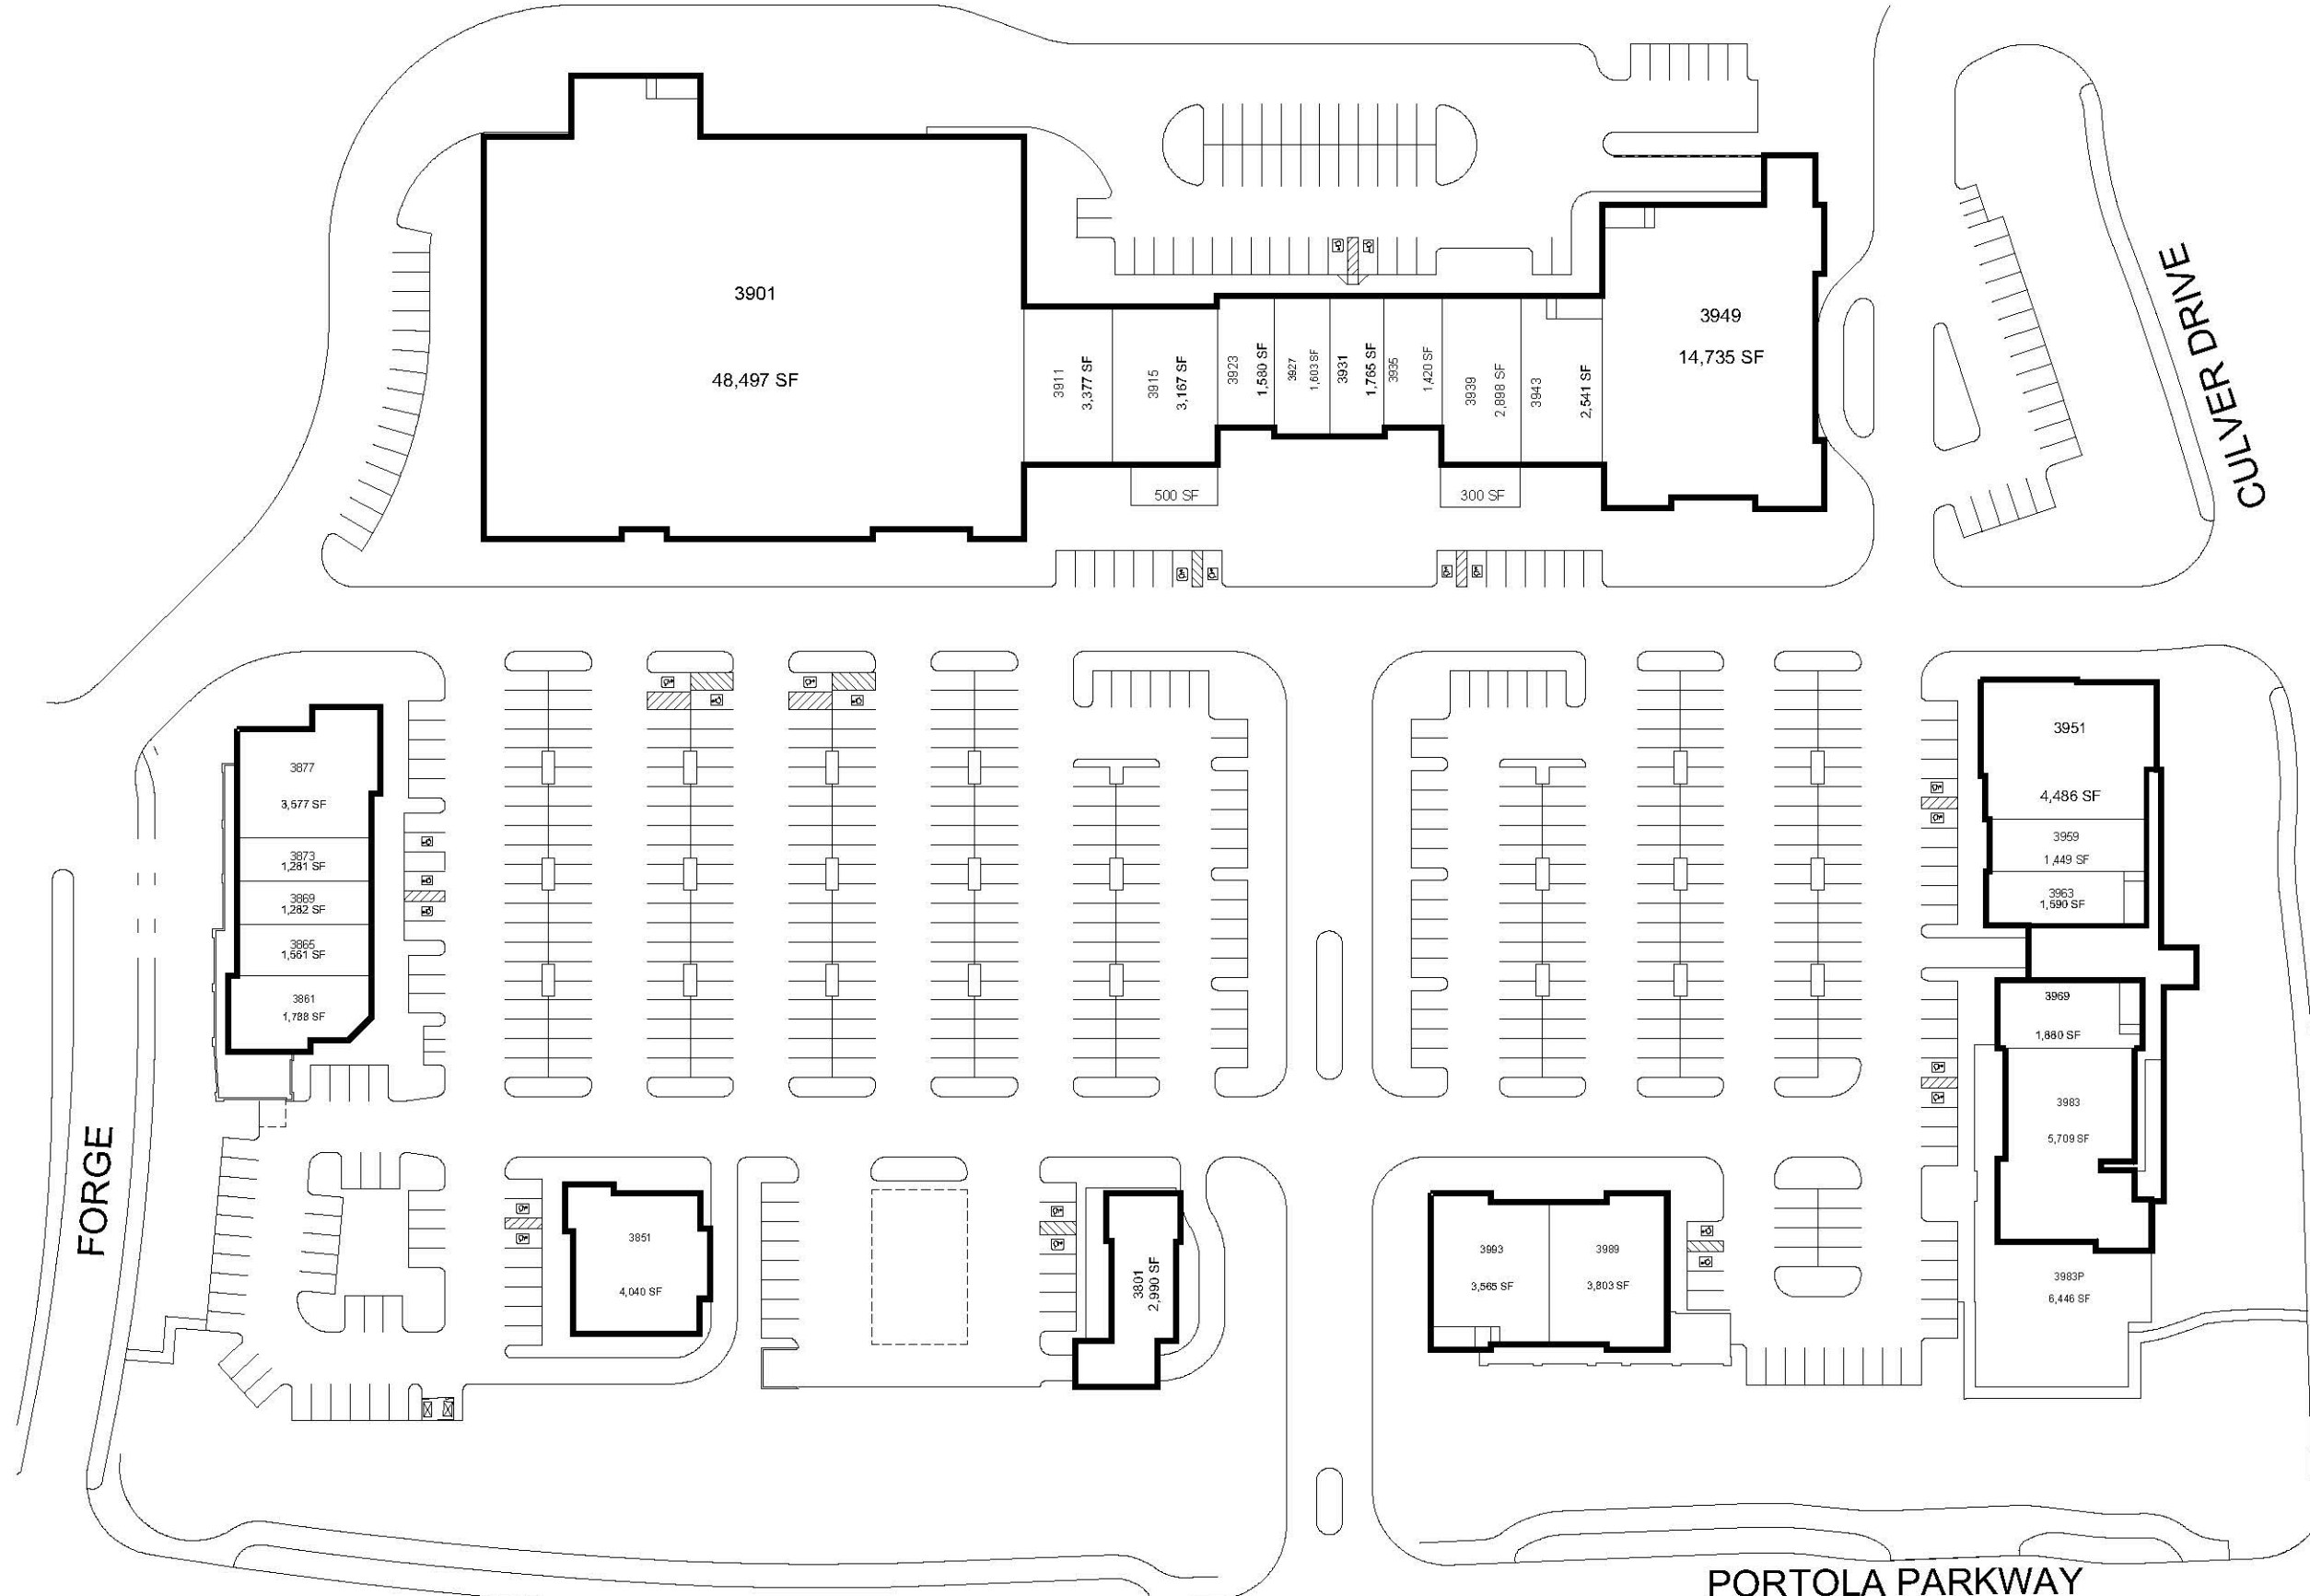 3901
48,497 SF
3911
3,377 SF
3915
3,167 SF
3923
1,580 SF
3927
1,603 SF
3931
1,765 SF
3935
1,420 SF
3939
2,898 SF
3943
2,541 SF
3949
14,735 SF
500 SF
300 SF
CULVER DRIVE
3877
3,577 SF
3873
1,281 SF
3869
1,282 SF
3865
1,561 SF
3861
1,788 SF
3951
4,486 SF
3959
1,449 SF
3963
1,590 SF
3969
1,880 SF
3983
5,709 SF
3983P
6,446 SF
FORGE
3851
4,040 SF
3801
2,990 SF
3993
3,565 SF
3989
3,803 SF
PORTOLA PARKWAY